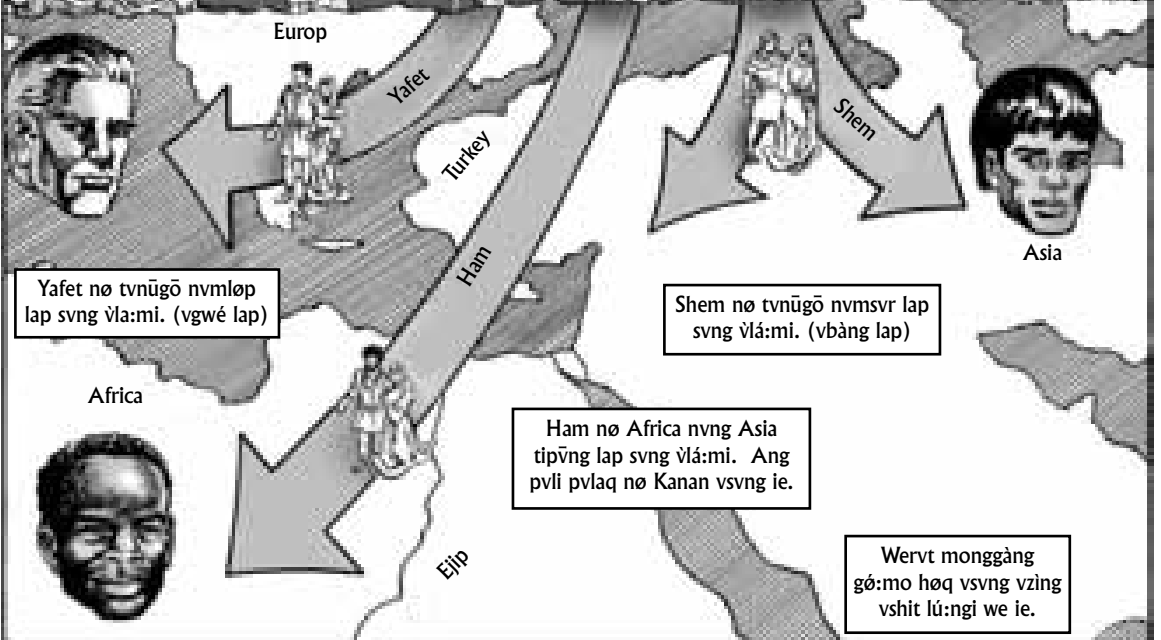 Europ
Yafet
Turkey
Shem
Ham
Asia
Yafet nø tvnūgō nvmløp
lap svng v̀la:mi. (vgwé lap)
Shem nø tvnūgō nvmsvr lap
svng v̀lá:mi. (vbàng lap)
Africa
Ham nø Africa nvng Asia
tipv̄ng lap svng v̀lá:mi. Ang
pvli pvlaq nø Kanan vsvng ie.
Ejip
Wervt monggàng
gǿ:mo høq vsvng vzìng
vshit lú:ngi we ie.